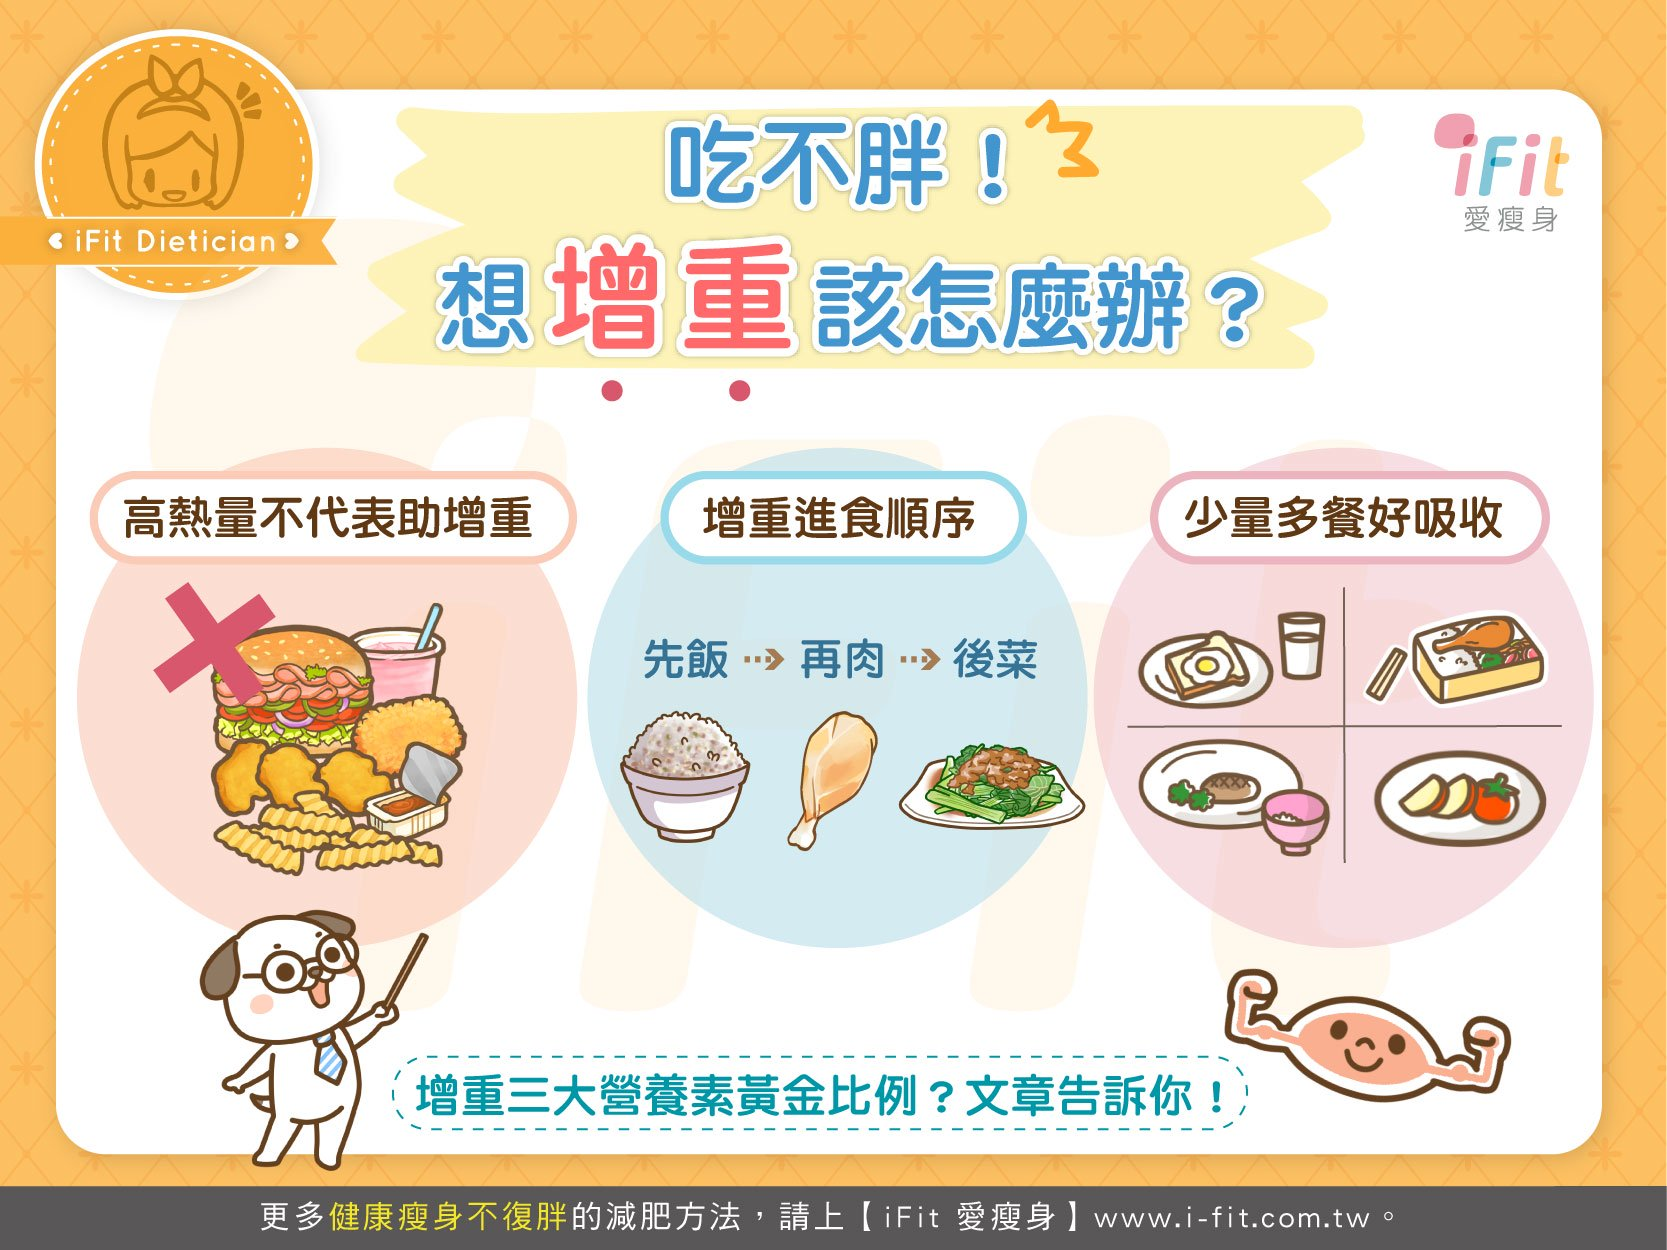 吃不胖！
想增重該怎麼辦？
iFit Dietician
iFit
愛瘦身
高熱量不代表助增重
增重進食順序
先飯 再肉 後菜
少量多餐好吸收
增重三大營養素黃金比例？文章告訴你！
更多健康瘦身不復胖的減肥方法，請上【iFit 愛瘦身】www.i-fit.com.tw。